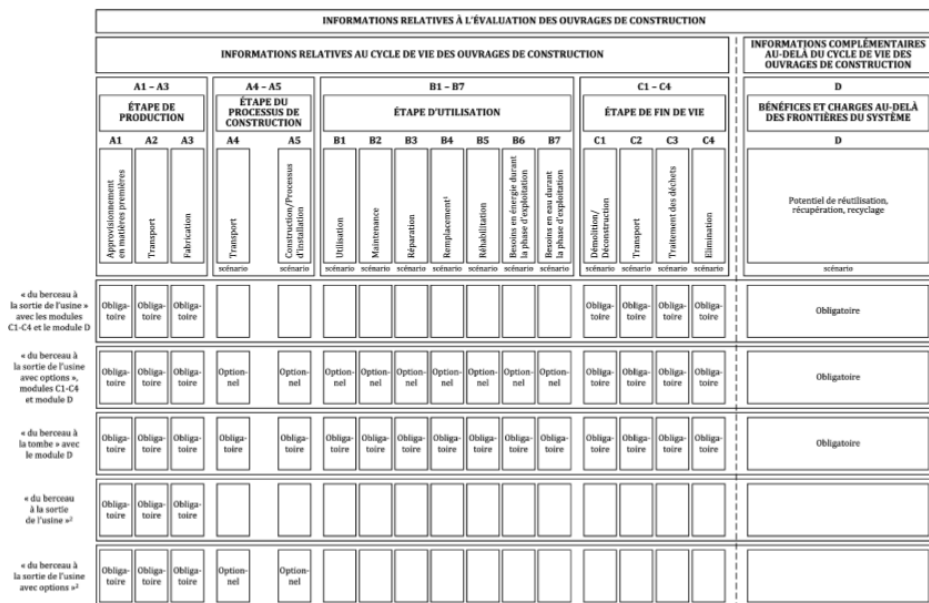 INFORMATIONS RELATIVES À L'ÉVALUATION DES OUVRAGES DE CONSTRUCTION
INFORMATIONS RELATIVES AU CYCLE DE VIE DES OUVRAGES DE CONSTRUCTION
INFORMATIONS COMPLÉMENTAIRES
AU-DELÀ DU CYCLE DE VIE DES
OUVRAGES DE CONSTRUCTION
A1 – A3
A4 – A5
B1 – B7
C1 – C4
D
ÉTAPE DE
PRODUCTION
ÉTAPE DU
PROCESSUS DE
CONSTRUCTION
ÉTAPE D'UTILISATION
ÉTAPE DE FIN DE VIE
BÉNÉFICES ET CHARGES AU-DELÀ
DES FRONTIÈRES DU SYSTÈME
A1 A2 A3 A4 A5 B1 B2 B3 B4 B5 B6 B7 C1 C2 C3 C4 D
Approvisionnement
en matières premières
Transport
Fabrication
Transport
Construction/Processus
d'installation
Utilisation
Maintenance
Réparation
Remplacement¹
Réhabilitation
Besoins en énergie durant
la phase d'exploitation
Besoins en eau durant
la phase d'exploitation
Démolition/
Déconstruction
Transport
Traitement des déchets
Elimination
Potentiel de réutilisation,
récupération, recyclage
scénario scénario scénario scénario scénario scénario scénario scénario scénario scénario scénario scénario scénario scénario
« du berceau à
la sortie de l'usine »
avec les modules
C1-C4 et le module D
Obliga- Obliga- Obliga- Obliga- Obliga- Obliga- Obliga-
toire toire toire toire toire toire toire
Obligatoire
« du berceau à
la sortie de l'usine
avec options »,
modules C1-C4
et module D
Obliga- Obliga- Obliga- Option- Option- Option- Option- Option- Option- Option- Option- Option- Obliga- Obliga- Obliga- Obliga-
toire toire toire nel nel nel nel nel nel nel nel nel toire toire toire toire
Obligatoire
« du berceau à
la tombe » avec
le module D
Obliga- Obliga- Obliga- Obliga- Obliga- Obliga- Obliga- Obliga- Obliga- Obliga- Obliga- Obliga- Obliga- Obliga- Obliga- Obliga-
toire toire toire toire toire toire toire toire toire toire toire toire toire toire toire toire
Obligatoire
« du berceau
à la sortie
de l'usine »²
Obliga- Obliga- Obliga-
toire toire toire
« du berceau à
la sortie de l'usine
avec options »²
Obliga- Obliga- Obliga- Option- Option-
toire toire toire nel nel